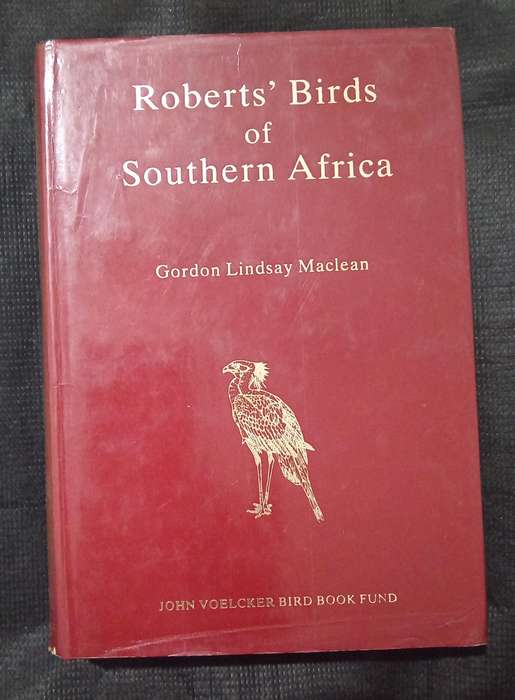 Roberts' Birds
of
Southern Africa
Gordon Lindsay Maclean
JOHN VOELCKER BIRD BOOK FUND